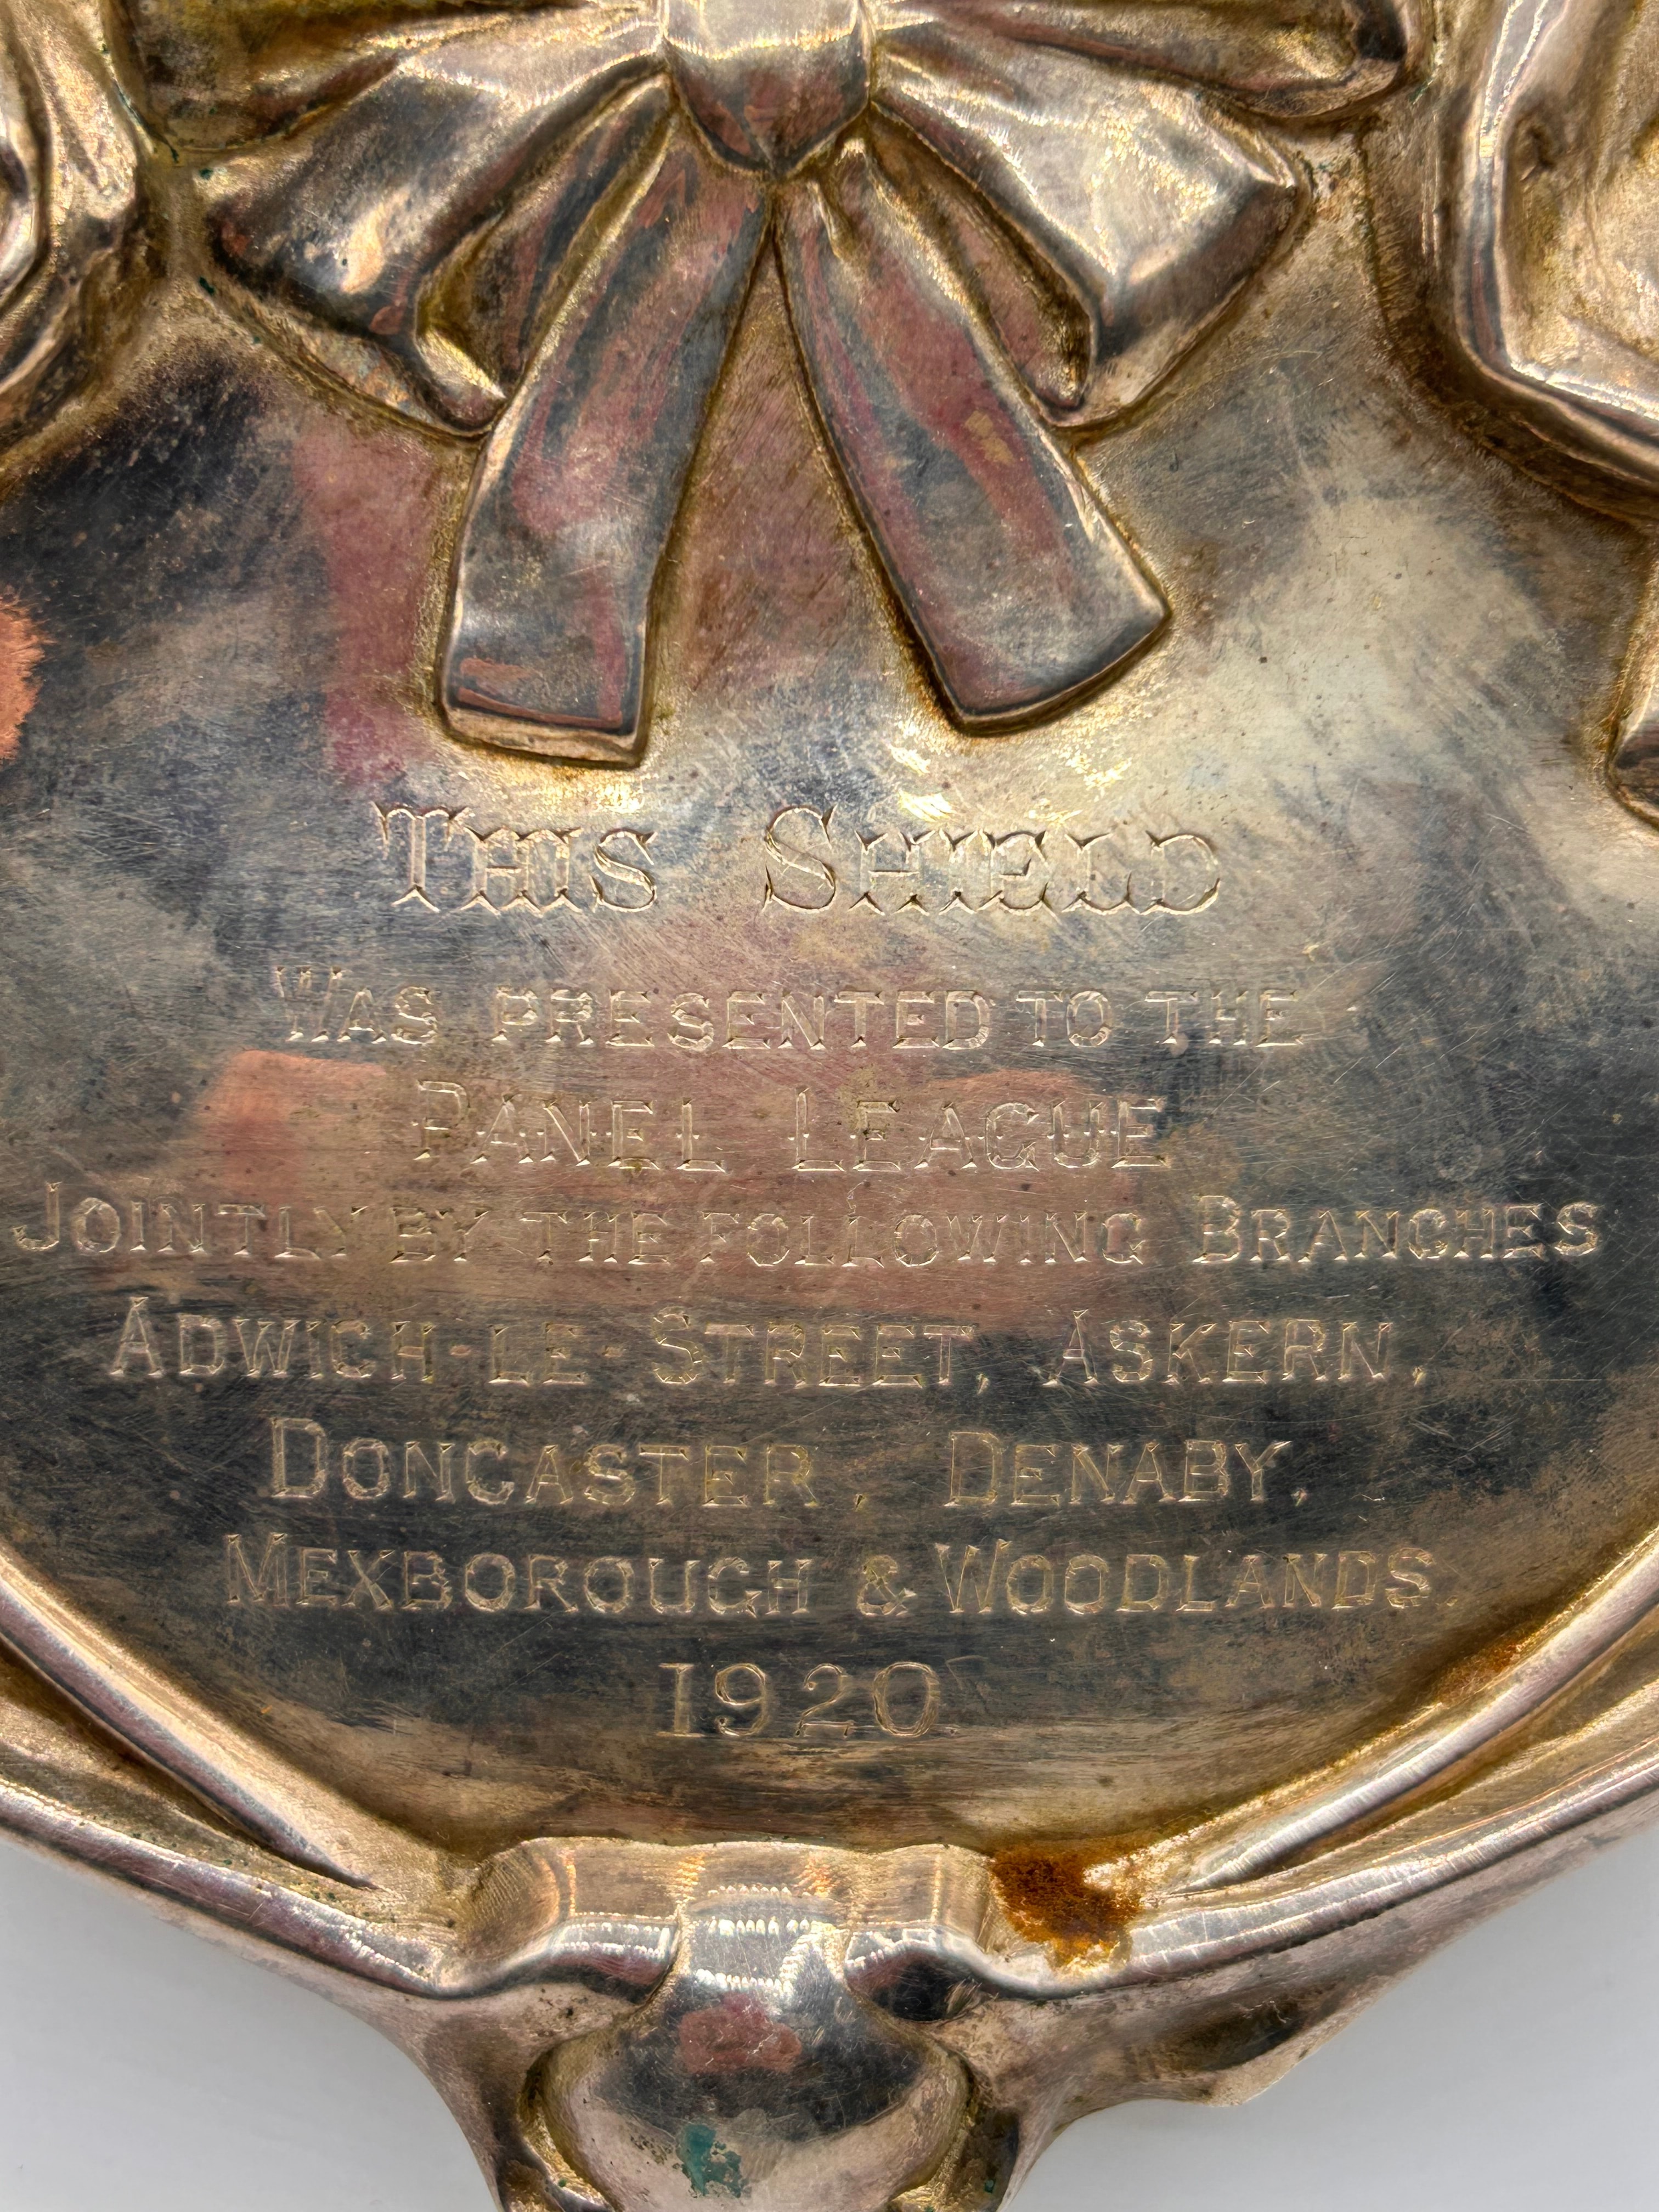 THIS SHIELD
WAS PRESENTED TO THE
PANEL LEAGUE
JOINTLY BY THE FOLLOWING BRANCHES
ADWICH-LE-STREET, ASKERN,
DONCASTER, DENABY,
MEXBOROUGH & WOODLANDS.
1920